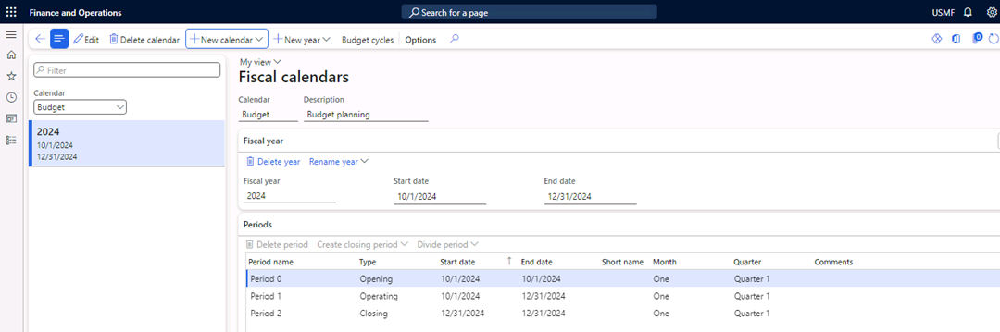 Finance and Operations
Search for a page
USMF
Edit
Delete calendar
New calendar
New year
Budget cycles
Options
0
Filter
Calendar
Budget
2024
10/1/2024
12/31/2024
My view
Fiscal calendars
Calendar Description
Budget Budget planning
Fiscal year
Delete year Rename year
Fiscal year Start date End date
2024 10/1/2024 12/31/2024
Periods
Delete period Create closing period Divide period
Period name Type Start date End date Short name Month Quarter Comments
Period 0 Opening 10/1/2024 10/1/2024 One Quarter 1
Period 1 Operating 10/1/2024 12/31/2024 One Quarter 1
Period 2 Closing 12/31/2024 12/31/2024 One Quarter 1